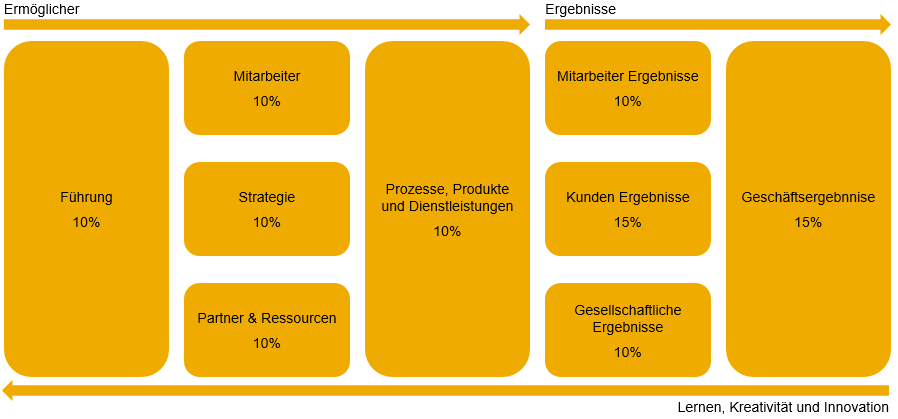 Ermöglicher
Ergebnisse
Führung
10%
Mitarbeiter
10%
Strategie
10%
Partner & Ressourcen
10%
Prozesse, Produkte
und Dienstleistungen
10%
Mitarbeiter Ergebnisse
10%
Kunden Ergebnisse
15%
Gesellschaftliche
Ergebnisse
10%
Geschäftsergebnnise
15%
Lernen, Kreativität und Innovation